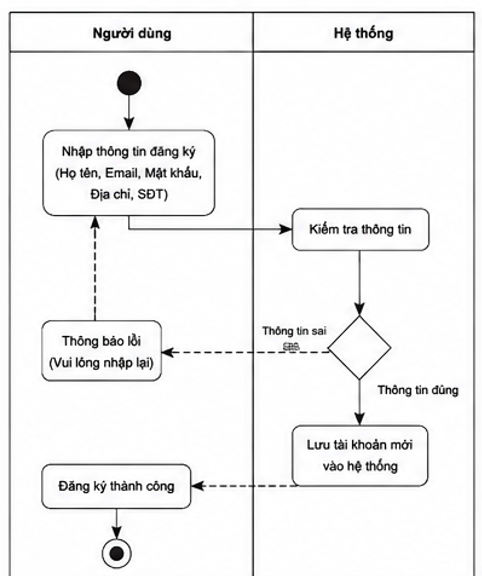 Người dùng
Hệ thống
Nhập thông tin đăng ký
(Họ tên, Email, Mật khẩu,
Địa chỉ, SĐT)
Kiểm tra thông tin
Thông tin sai
Thông báo lỗi
(Vui lòng nhập lại)
Thông tin đúng
Lưu tài khoản mới
vào hệ thống
Đăng ký thành công